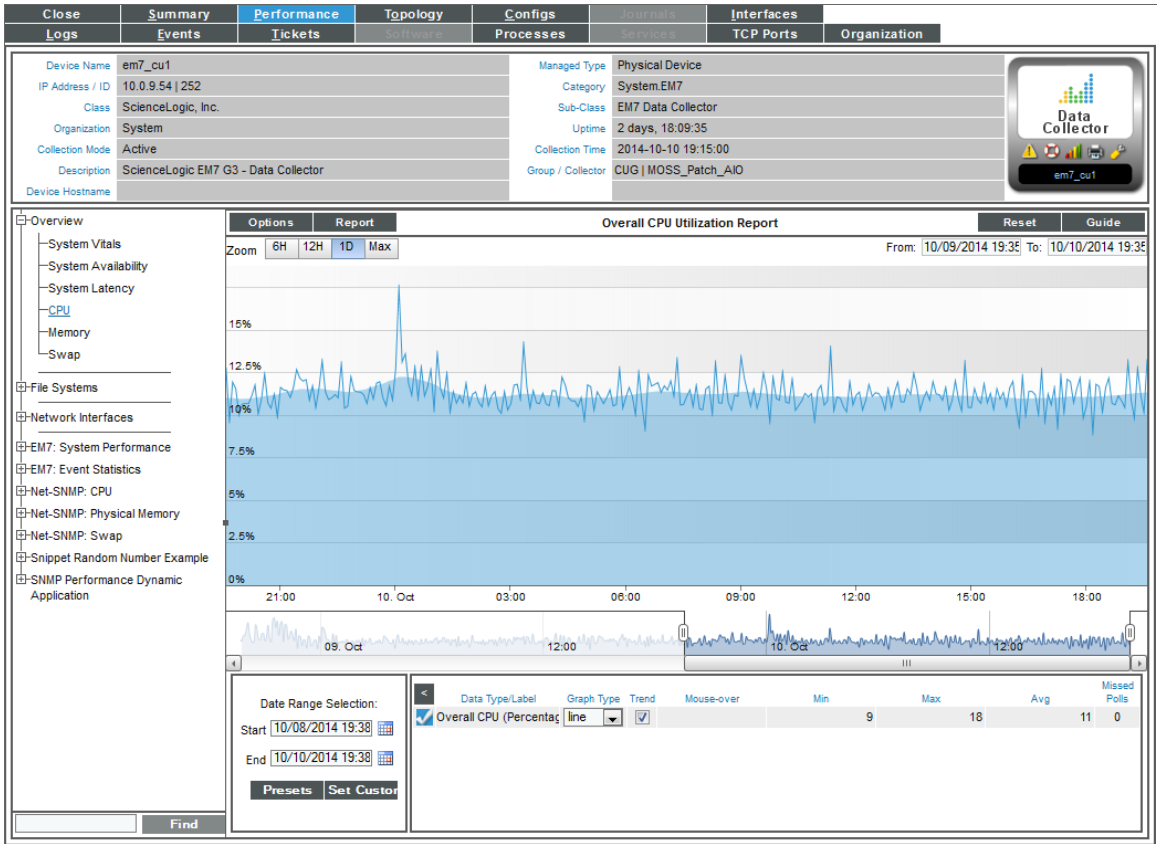 Close Summary Performance Topology Configs Journals Interfaces
Logs Events Tickets Software Processes Services TCP Ports Organization
Device Name em7_cu1 Managed Type Physical Device
IP Address / ID 10.0.9.54 | 252 Category System.EM7
Class ScienceLogic, Inc. Sub-Class EM7 Data Collector
Organization System Uptime 2 days, 18:09:35
Collection Mode Active Collection Time 2014-10-10 19:15:00
Description ScienceLogic EM7 G3 - Data Collector Group / Collector CUG | MOSS_Patch_AIO
Device Hostname
Data
Collector
em7_cu1
Overview
System Vitals
System Availability
System Latency
CPU
Memory
Swap
File Systems
Network Interfaces
EM7: System Performance
EM7: Event Statistics
Net-SNMP: CPU
Net-SNMP: Physical Memory
Net-SNMP: Swap
Snippet Random Number Example
SNMP Performance Dynamic
Application
Find
Options Report Overall CPU Utilization Report Reset Guide
Zoom 6H 12H 1D Max From: 10/09/2014 19:35 To: 10/10/2014 19:35
15%
12.5%
10%
7.5%
5%
2.5%
0%
21:00 10. Oct 03:00 06:00 09:00 12:00 15:00 18:00
09. Oct 12:00 10. Oct 12:00
Date Range Selection:
Start 10/08/2014 19:38
End 10/10/2014 19:38
Presets Set Custor
< Data Type/Label Graph Type Trend Mouse-over Min Max Avg Missed Polls
Overall CPU (Percentag line 9 18 11 0